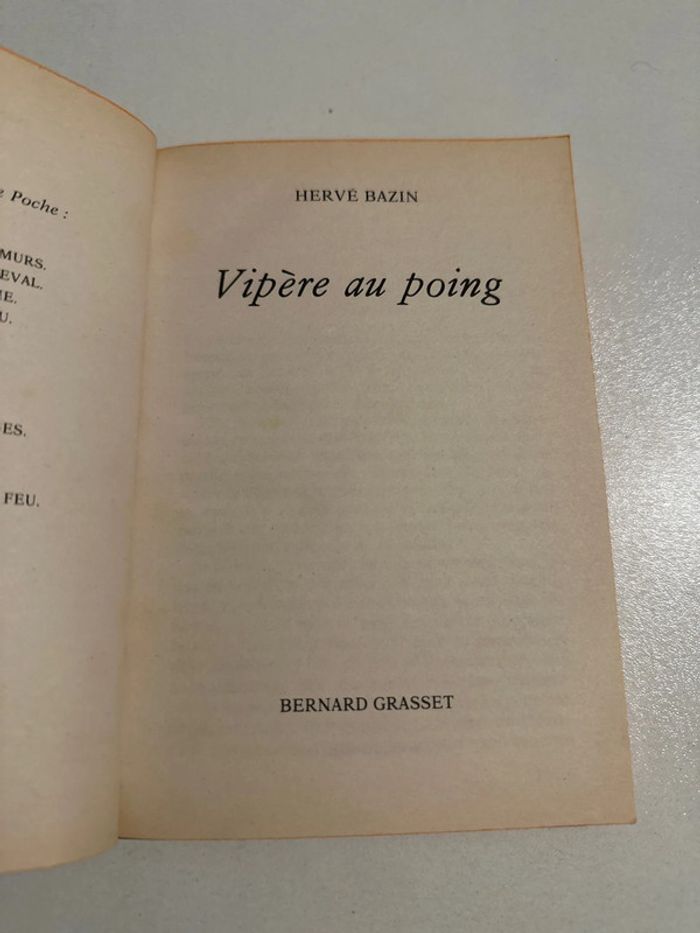 e Poche :
MURS.
EVAL.
IE.
U.
ES.
FEU.
HERVÉ BAZIN
Vipère au poing
BERNARD GRASSET